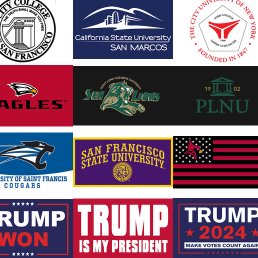 CITY COLLEGE
SAN FRANCISCO
California State University
SAN MARCOS
THE CITY UNIVERSITY OF NEW YORK
FOUNDED IN 1847
EAGLES
19 02
PLNU
UNIVERSITY OF SAINT FRANCIS
COUGARS
SAN FRANCISCO
STATE
UNIVERSITY
TRUMP
WON
TRUMP
IS MY PRESIDENT
TRUMP
2024
MAKE VOTES COUNT AGAIN